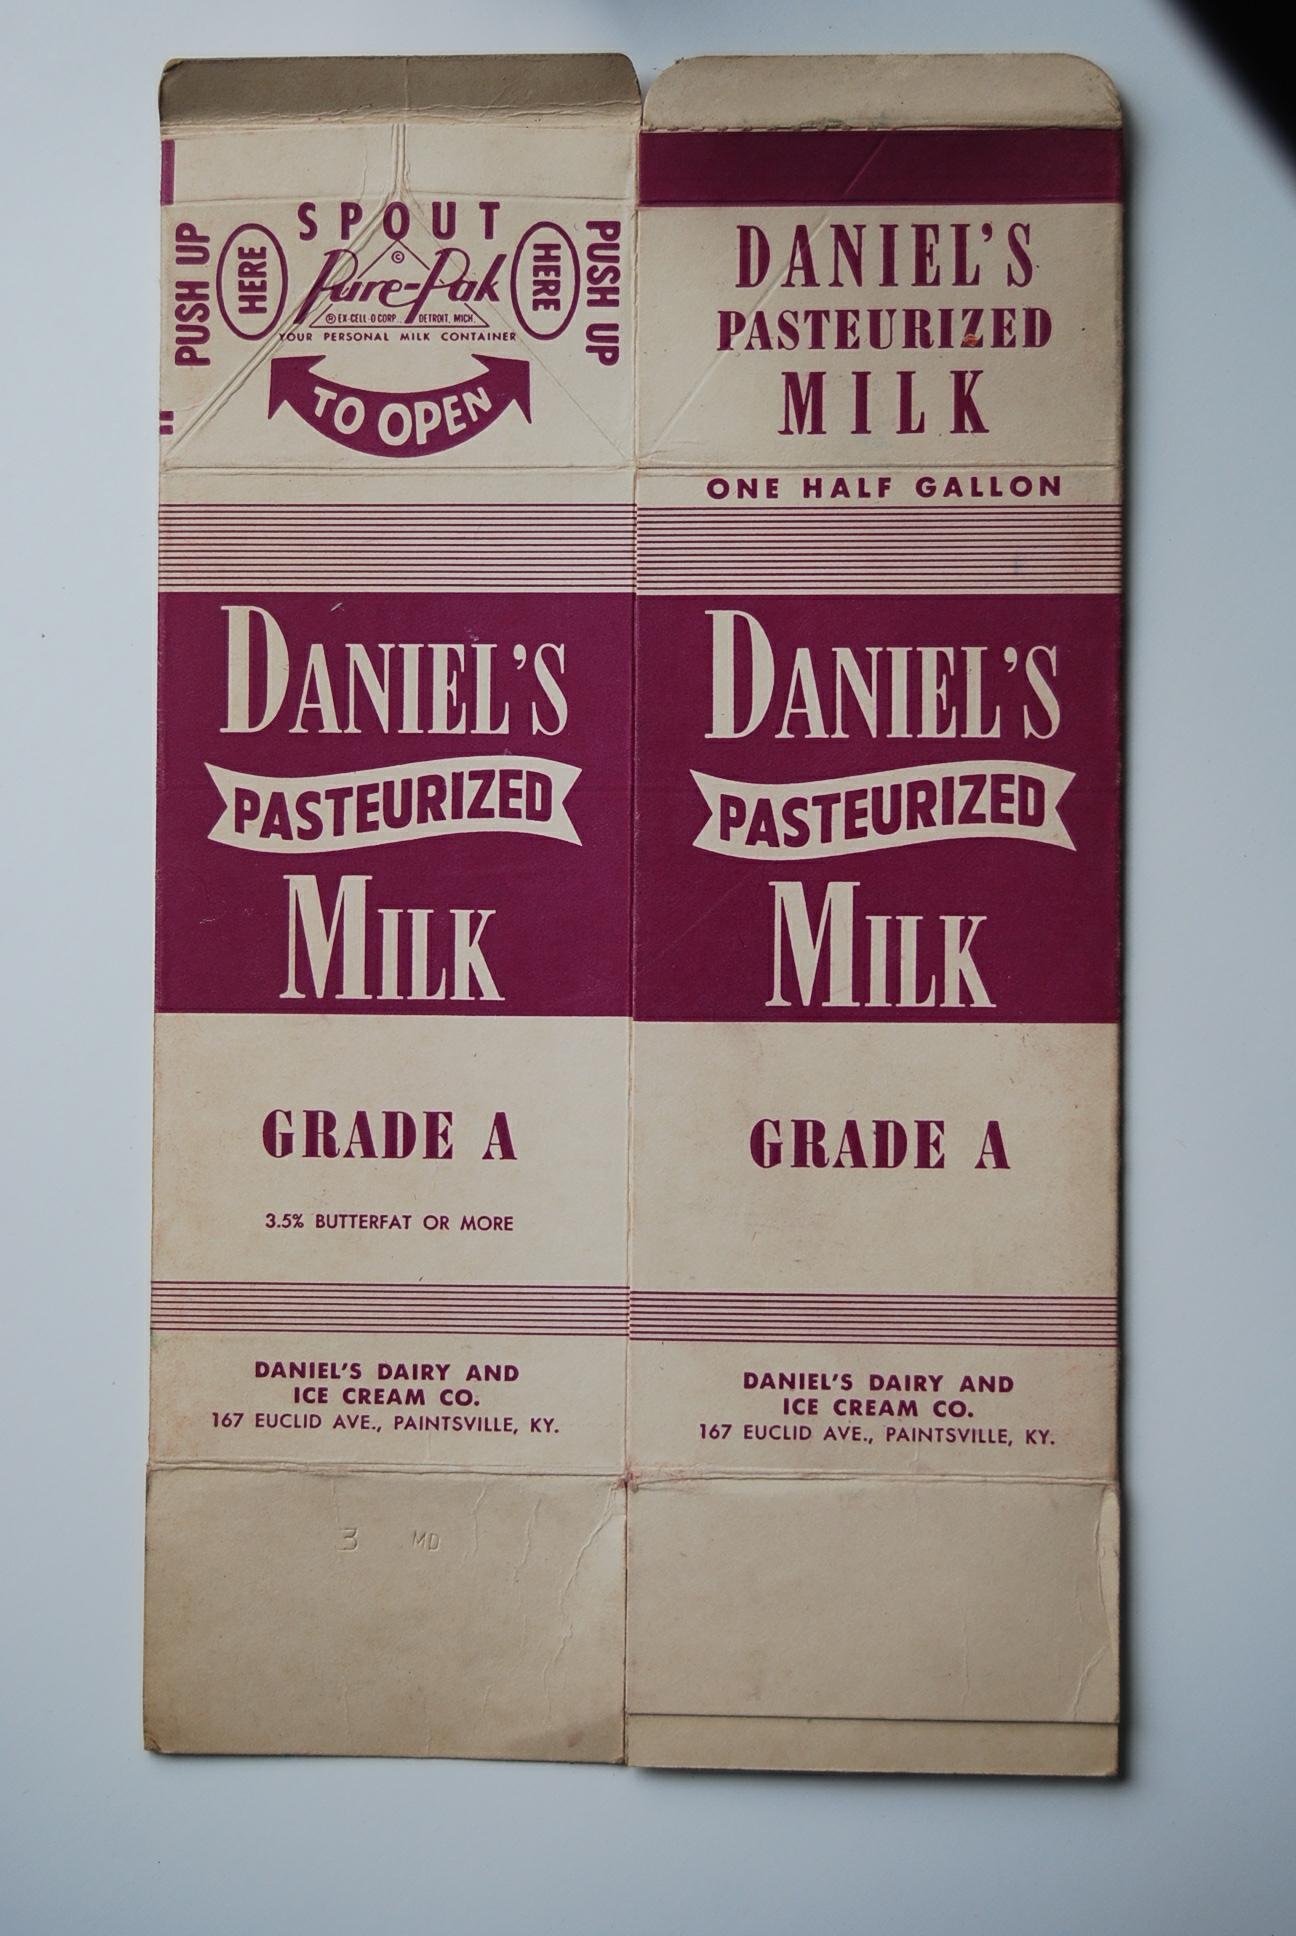 SPOUT
PUSH UP
HERE
Pure-Pak
©
HERE
PUSH UP
® EX-CELL-O CORP., DETROIT, MICH.
YOUR PERSONAL MILK CONTAINER
TO OPEN
DANIEL'S
PASTEURIZED
MILK
GRADE A
3.5% BUTTERFAT OR MORE
DANIEL'S DAIRY AND
ICE CREAM CO.
167 EUCLID AVE., PAINTSVILLE, KY.
3 MD
DANIEL'S
PASTEURIZED
MILK
ONE HALF GALLON
DANIEL'S
PASTEURIZED
MILK
GRADE A
DANIEL'S DAIRY AND
ICE CREAM CO.
167 EUCLID AVE., PAINTSVILLE, KY.